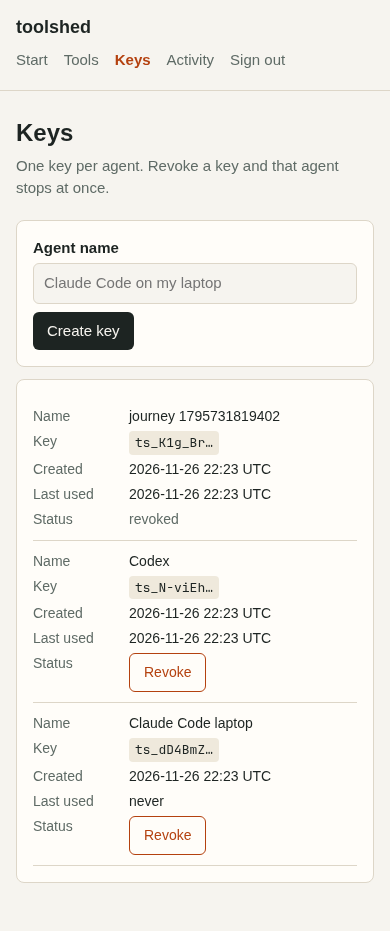 toolshed
Start Tools Keys Activity Sign out
Keys
One key per agent. Revoke a key and that agent
stops at once.
Agent name
Claude Code on my laptop
Create key
Name journey 1795731819402
Key ts_K1g_Br…
Created 2026-11-26 22:23 UTC
Last used 2026-11-26 22:23 UTC
Status revoked
Name Codex
Key ts_N-viEh…
Created 2026-11-26 22:23 UTC
Last used 2026-11-26 22:23 UTC
Status Revoke
Name Claude Code laptop
Key ts_dD4BmZ…
Created 2026-11-26 22:23 UTC
Last used never
Status Revoke